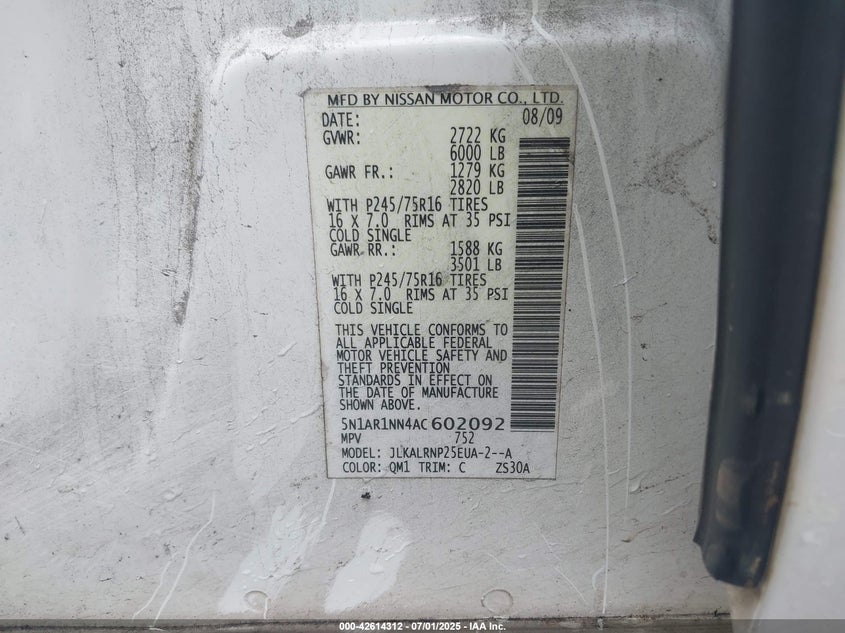 MFD BY NISSAN MOTOR CO., LTD.
DATE: 08/09
GVWR: 2722 KG
6000 LB
GAWR FR.: 1279 KG
2820 LB
WITH P245/75R16 TIRES
16 X 7.0 RIMS AT 35 PSI
COLD SINGLE
GAWR RR.: 1588 KG
3501 LB
WITH P245/75R16 TIRES
16 X 7.0 RIMS AT 35 PSI
COLD SINGLE
THIS VEHICLE CONFORMS TO
ALL APPLICABLE FEDERAL
MOTOR VEHICLE SAFETY AND
THEFT PREVENTION
STANDARDS IN EFFECT ON
THE DATE OF MANUFACTURE
SHOWN ABOVE.
5N1AR1NN4AC602092
MPV 752
MODEL: JLKALRNP25EUA-2--A
COLOR: QM1 TRIM: C ZS30A
000-42614312 - 07/01/2025 - IAA Inc.